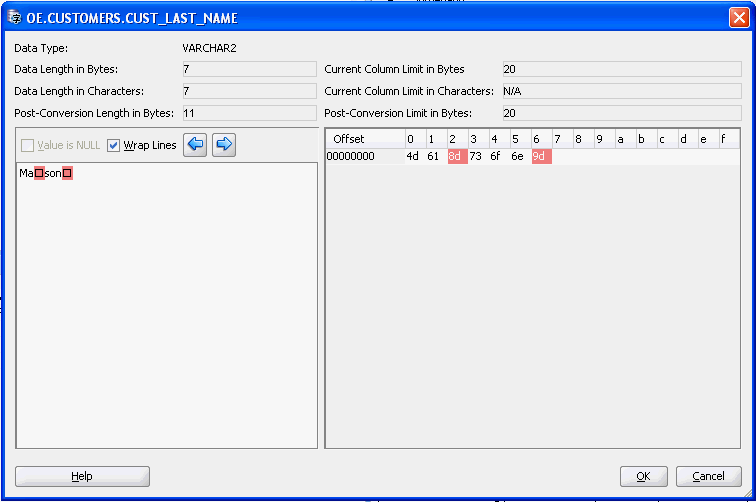 OE.CUSTOMERS.CUST_LAST_NAME
Data Type: VARCHAR2
Data Length in Bytes: 7 Current Column Limit in Bytes 20
Data Length in Characters: 7 Current Column Limit in Characters: N/A
Post-Conversion Length in Bytes: 11 Post-Conversion Limit in Bytes: 20
Value is NULL Wrap Lines
Offset 0 1 2 3 4 5 6 7 8 9 a b c d e f
00000000 4d 61 8d 73 6f 6e 9d
Ma□son□
Help OK Cancel